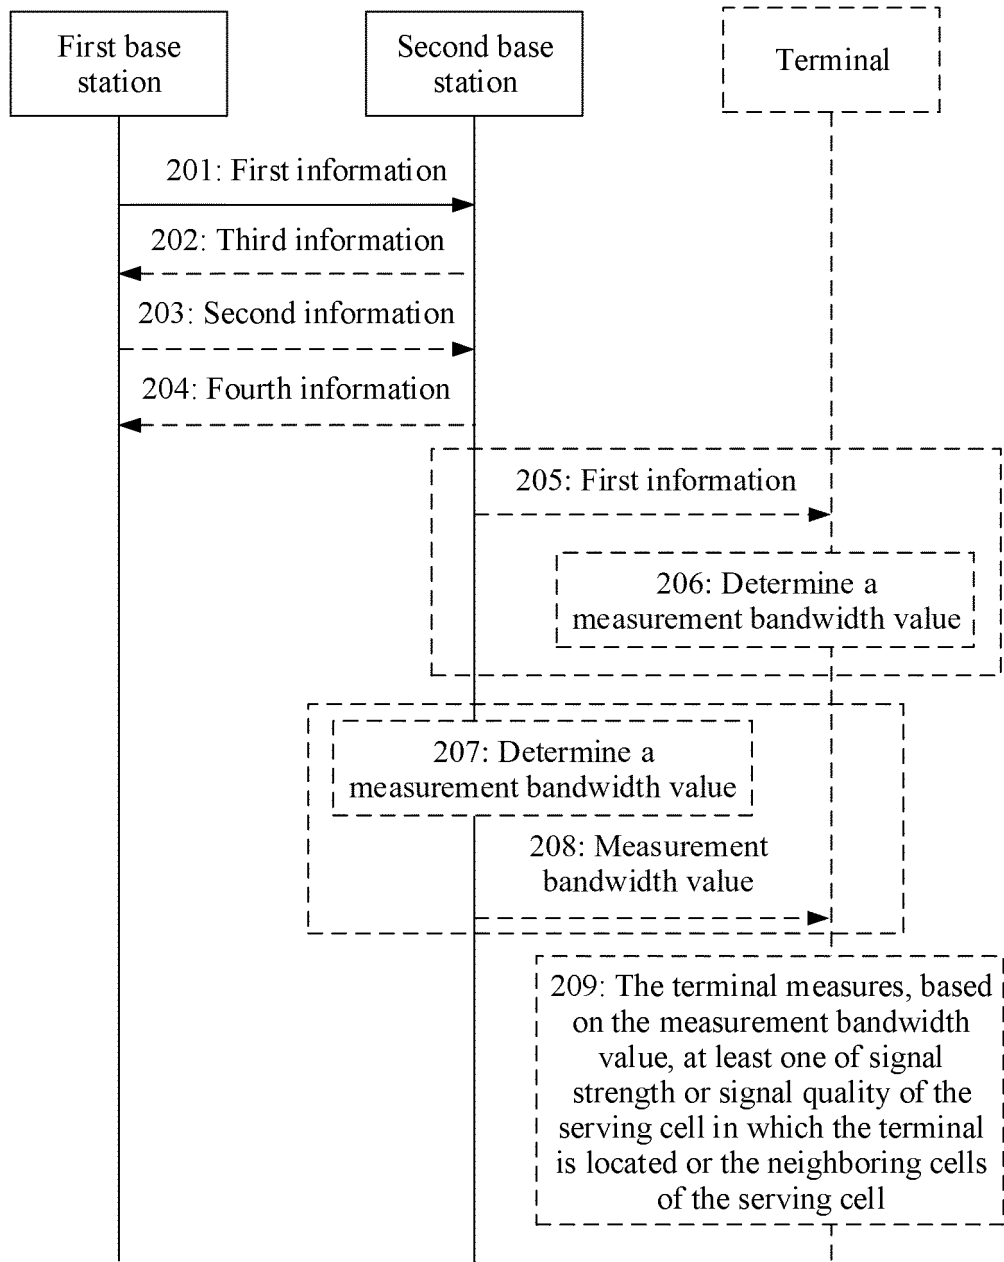 First base
station
Second base
station
Terminal
201: First information
202: Third information
203: Second information
204: Fourth information
205: First information
206: Determine a
measurement bandwidth value
207: Determine a
measurement bandwidth value
208: Measurement
bandwidth value
209: The terminal measures, based
on the measurement bandwidth
value, at least one of signal
strength or signal quality of the
serving cell in which the terminal
is located or the neighboring cells
of the serving cell